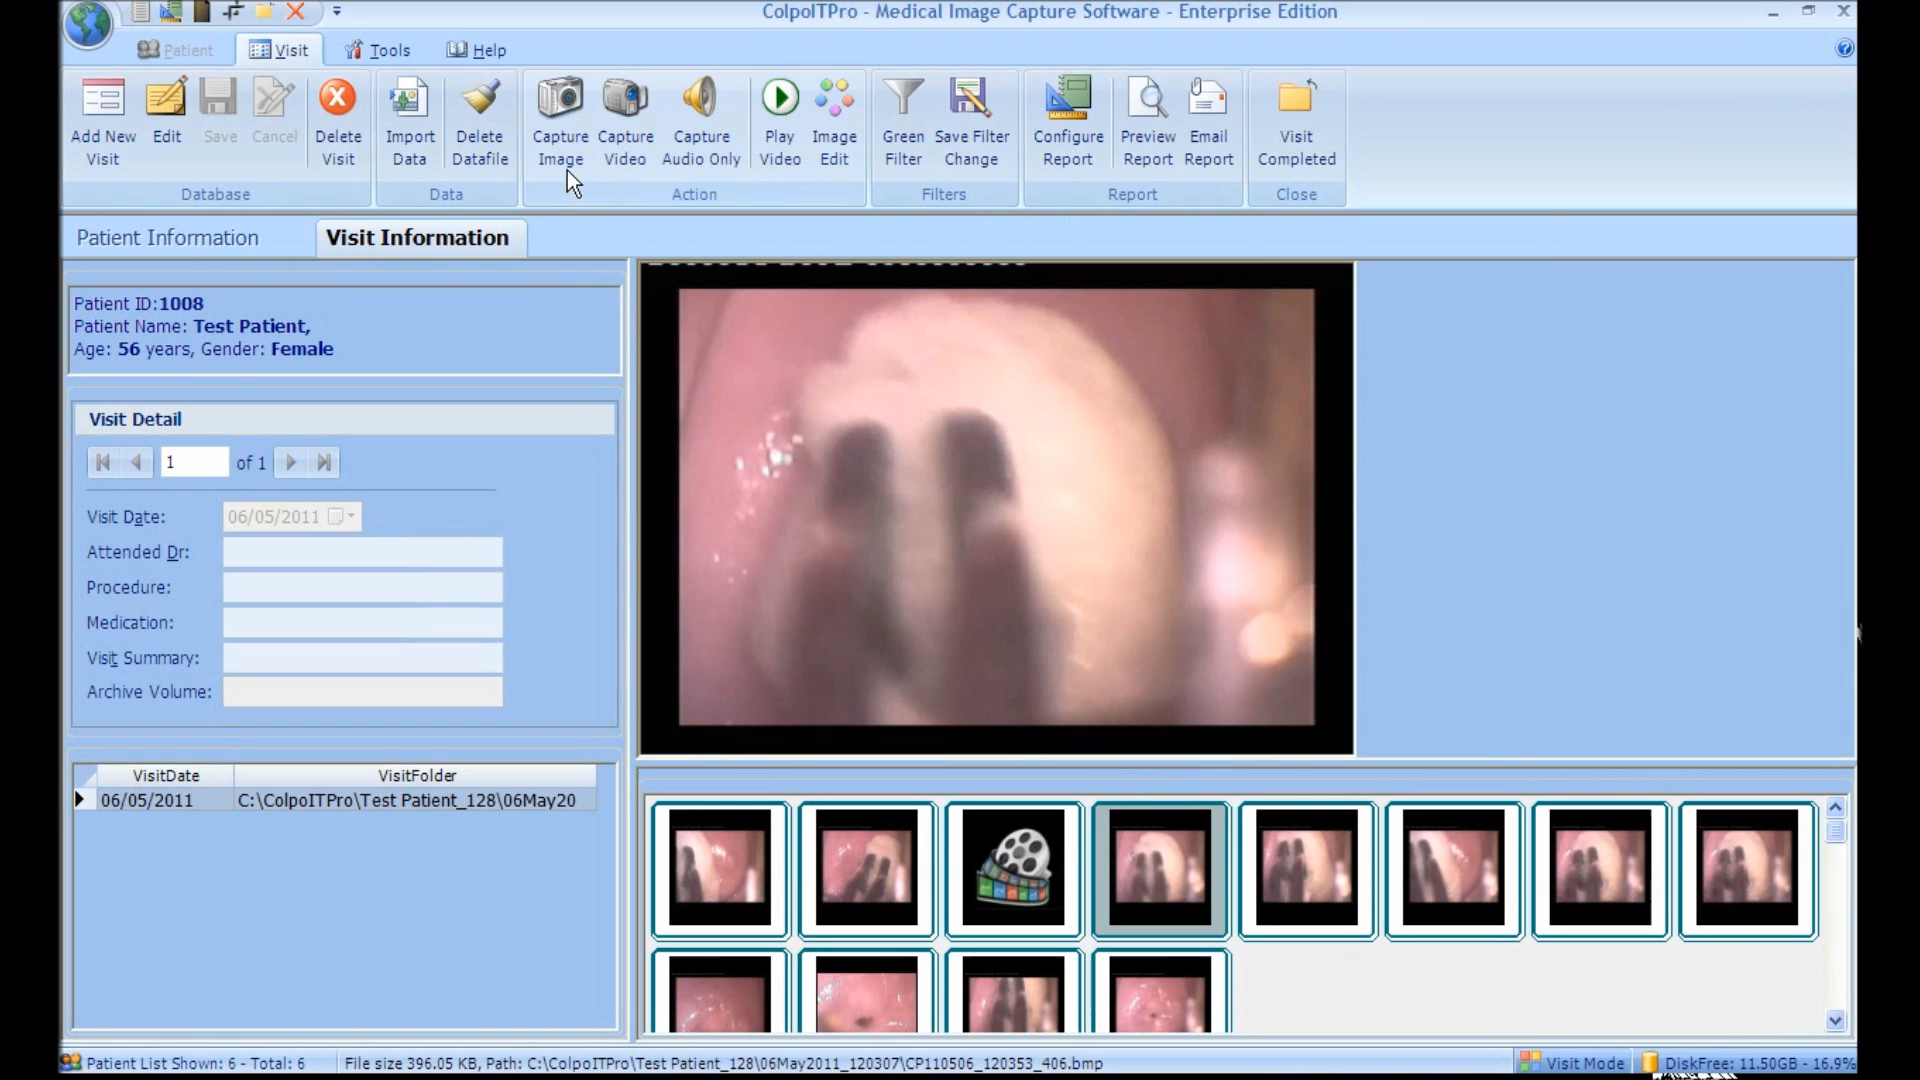 ColpoITPro - Medical Image Capture Software - Enterprise Edition
Patient Visit Tools Help
Add New Visit
Edit
Save
Cancel
Delete Visit
Import Data
Delete Datafile
Capture Image
Capture Video
Capture Audio Only
Play Video
Image Edit
Green Filter
Save Filter Change
Configure Report
Preview Report
Email Report
Visit Completed
Database
Data
Action
Filters
Report
Close
Patient Information
Visit Information
Patient ID:1008
Patient Name: Test Patient,
Age: 56 years, Gender: Female
Visit Detail
1 of 1
Visit Date: 06/05/2011
Attended Dr:
Procedure:
Medication:
Visit Summary:
Archive Volume:
VisitDate VisitFolder
06/05/2011 C:\ColpoITPro\Test Patient_128\06May20
Patient List Shown: 6 - Total: 6
File size 396.05 KB, Path: C:\ColpoITPro\Test Patient_128\06May2011_120307\CP110506_120353_406.bmp
Visit Mode
DiskFree: 11.50GB - 16.9%